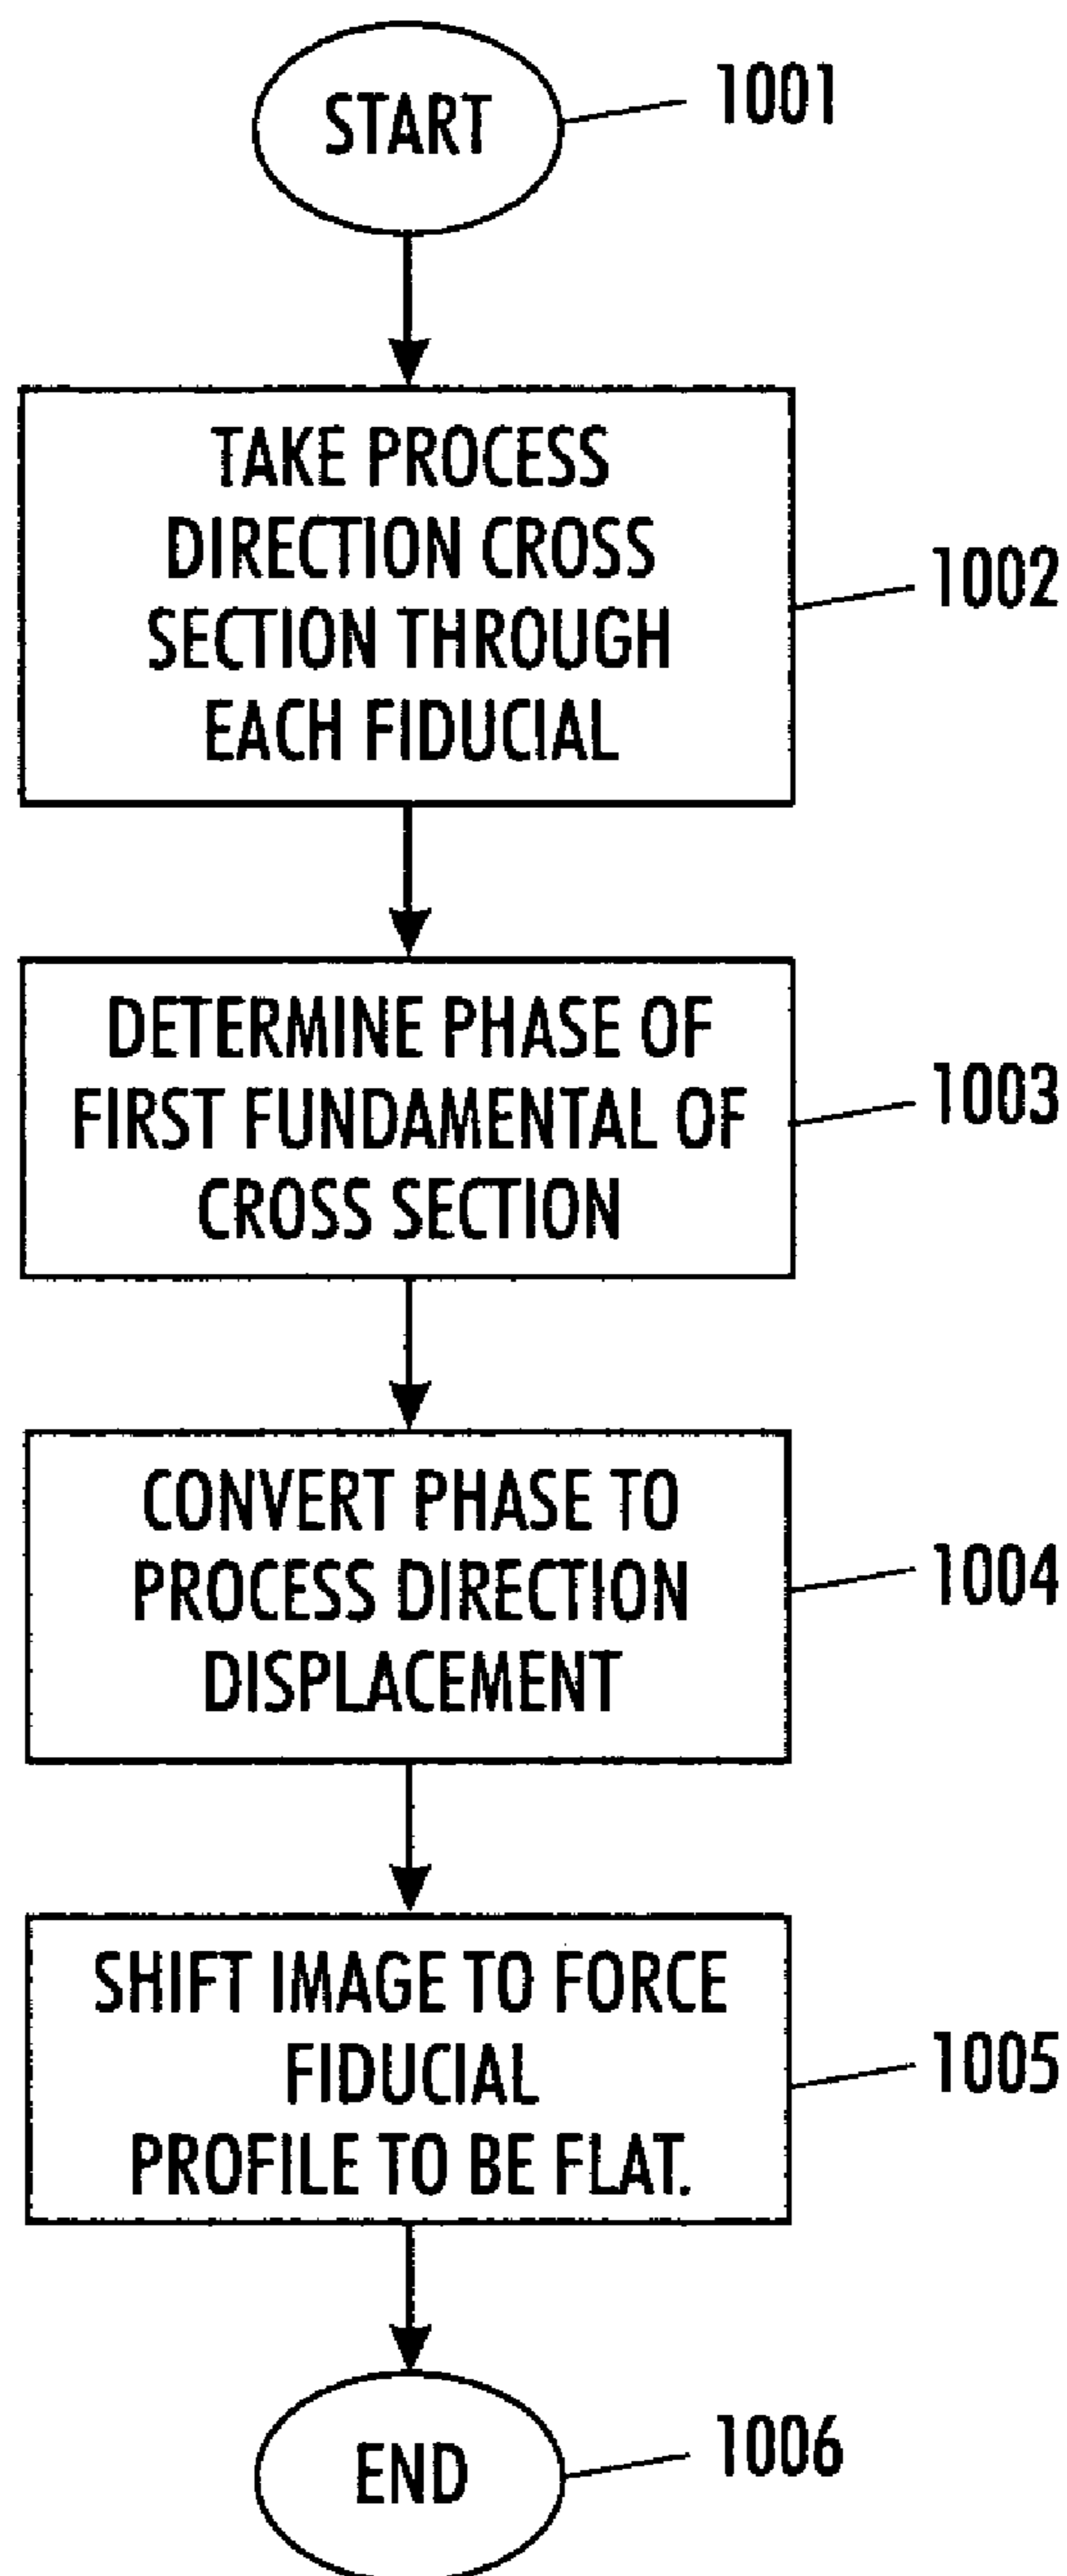 START
1001
TAKE PROCESS
DIRECTION CROSS
SECTION THROUGH
EACH FIDUCIAL
1002
DETERMINE PHASE OF
FIRST FUNDAMENTAL OF
CROSS SECTION
1003
CONVERT PHASE TO
PROCESS DIRECTION
DISPLACEMENT
1004
SHIFT IMAGE TO FORCE
FIDUCIAL
PROFILE TO BE FLAT.
1005
END
1006